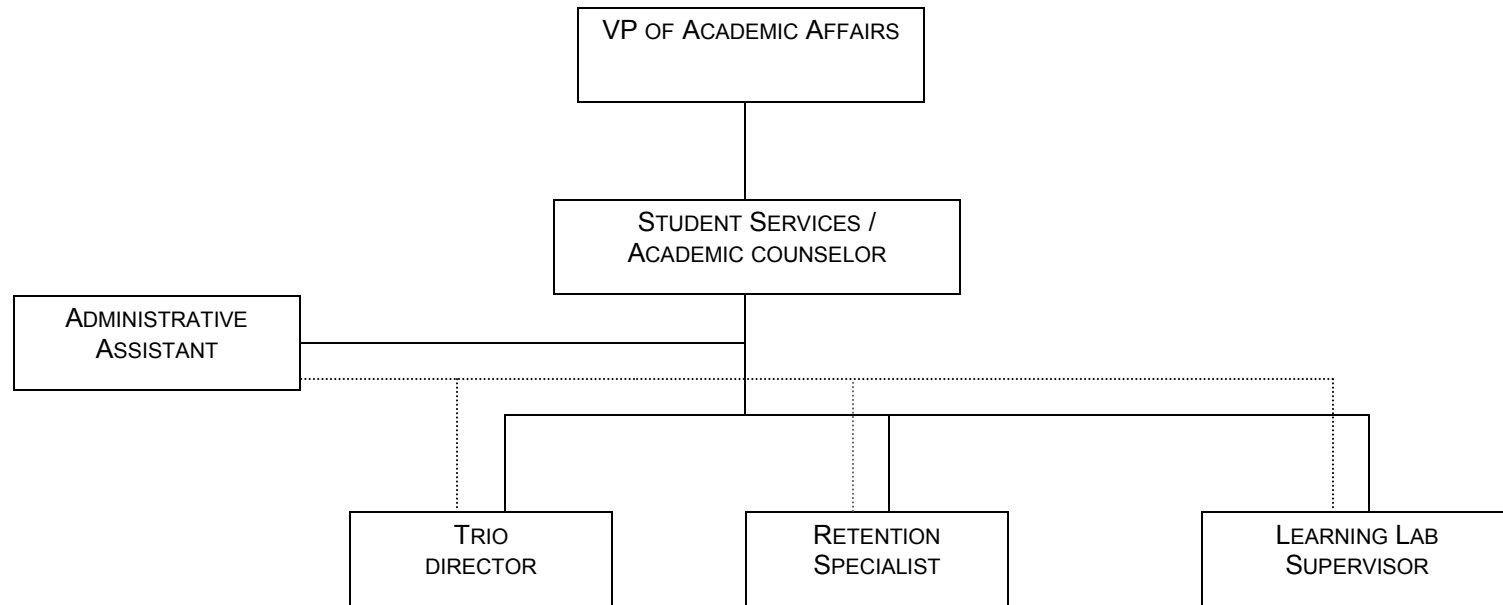 VP OF ACADEMIC AFFAIRS
STUDENT SERVICES /
ACADEMIC COUNSELOR
ADMINISTRATIVE
ASSISTANT
TRIO
DIRECTOR
RETENTION
SPECIALIST
LEARNING LAB
SUPERVISOR